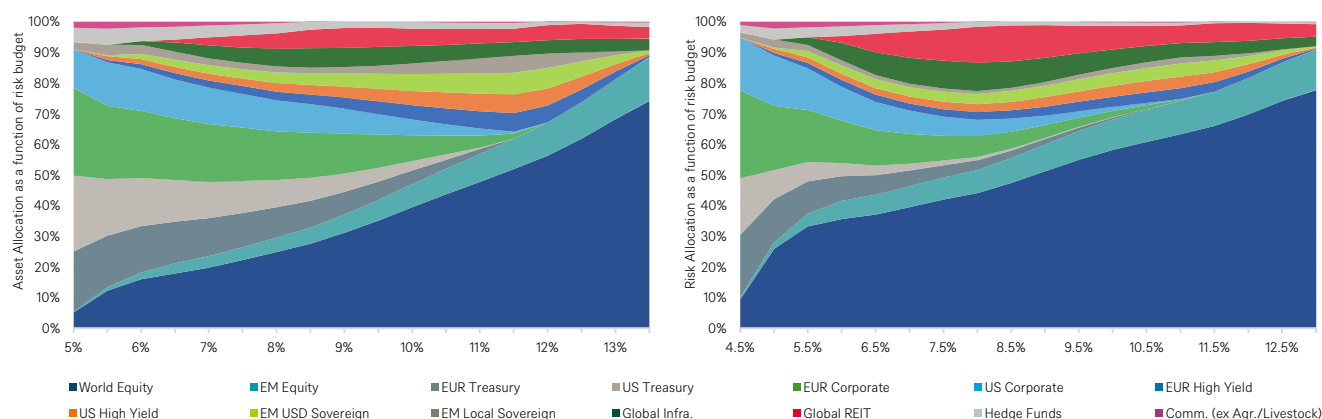 Asset Allocation as a function of risk budget
100%
90%
80%
70%
60%
50%
40%
30%
20%
10%
0%
5%
6%
7%
8%
9%
10%
11%
12%
13%
Risk Allocation as a function of risk budget
100%
90%
80%
70%
60%
50%
40%
30%
20%
10%
0%
4.5%
5.5%
6.5%
7.5%
8.5%
9.5%
10.5%
11.5%
12.5%
World Equity
EM Equity
EUR Treasury
US Treasury
EUR Corporate
US Corporate
EUR High Yield
US High Yield
EM USD Sovereign
EM Local Sovereign
Global Infra.
Global REIT
Hedge Funds
Comm. (ex Agr./Livestock)